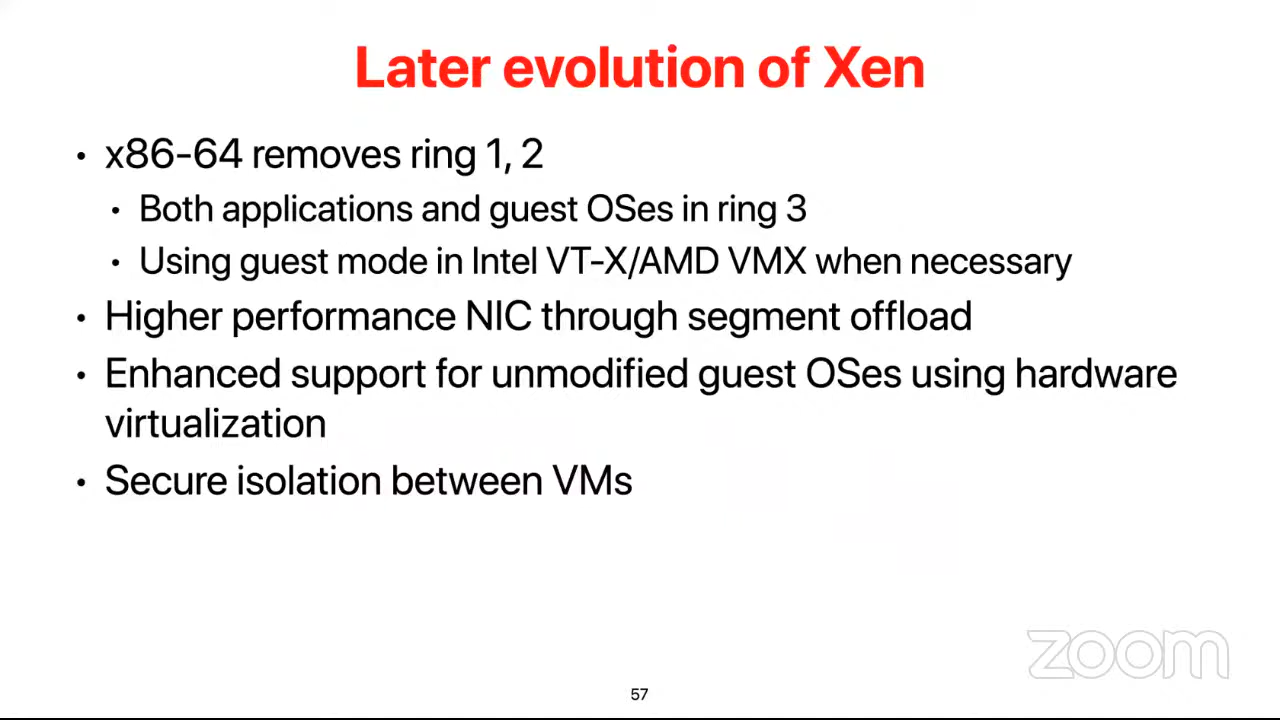 Later evolution of Xen
• x86-64 removes ring 1, 2
• Both applications and guest OSes in ring 3
• Using guest mode in Intel VT-X/AMD VMX when necessary
• Higher performance NIC through segment offload
• Enhanced support for unmodified guest OSes using hardware
virtualization
• Secure isolation between VMs
zoom
57